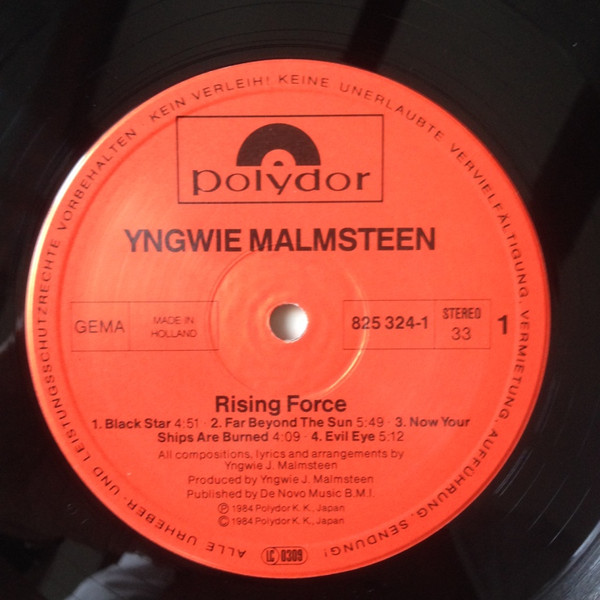 ALLE URHEBER- UND LEISTUNGSSCHUTZRECHTE VORBEHALTEN · KEIN VERLEIH! KEINE UNERLAUBTE VERVIELFÄLTIGUNG, VERMIETUNG, AUFFÜHRUNG, SENDUNG!
polydor
YNGWIE MALMSTEEN
GEMA
MADE IN
HOLLAND
825 324-1
STEREO
33
1
Rising Force
1. Black Star 4:51 · 2. Far Beyond The Sun 5:49 · 3. Now Your
Ships Are Burned 4:09 · 4. Evil Eye 5:12
All compositions, lyrics and arrangements by
Yngwie J. Malmsteen
Produced by Yngwie J. Malmsteen
Published by De Novo Music B.M.I.
Ⓟ 1984 Polydor K.K., Japan
© 1984 Polydor K.K., Japan
LC 0309